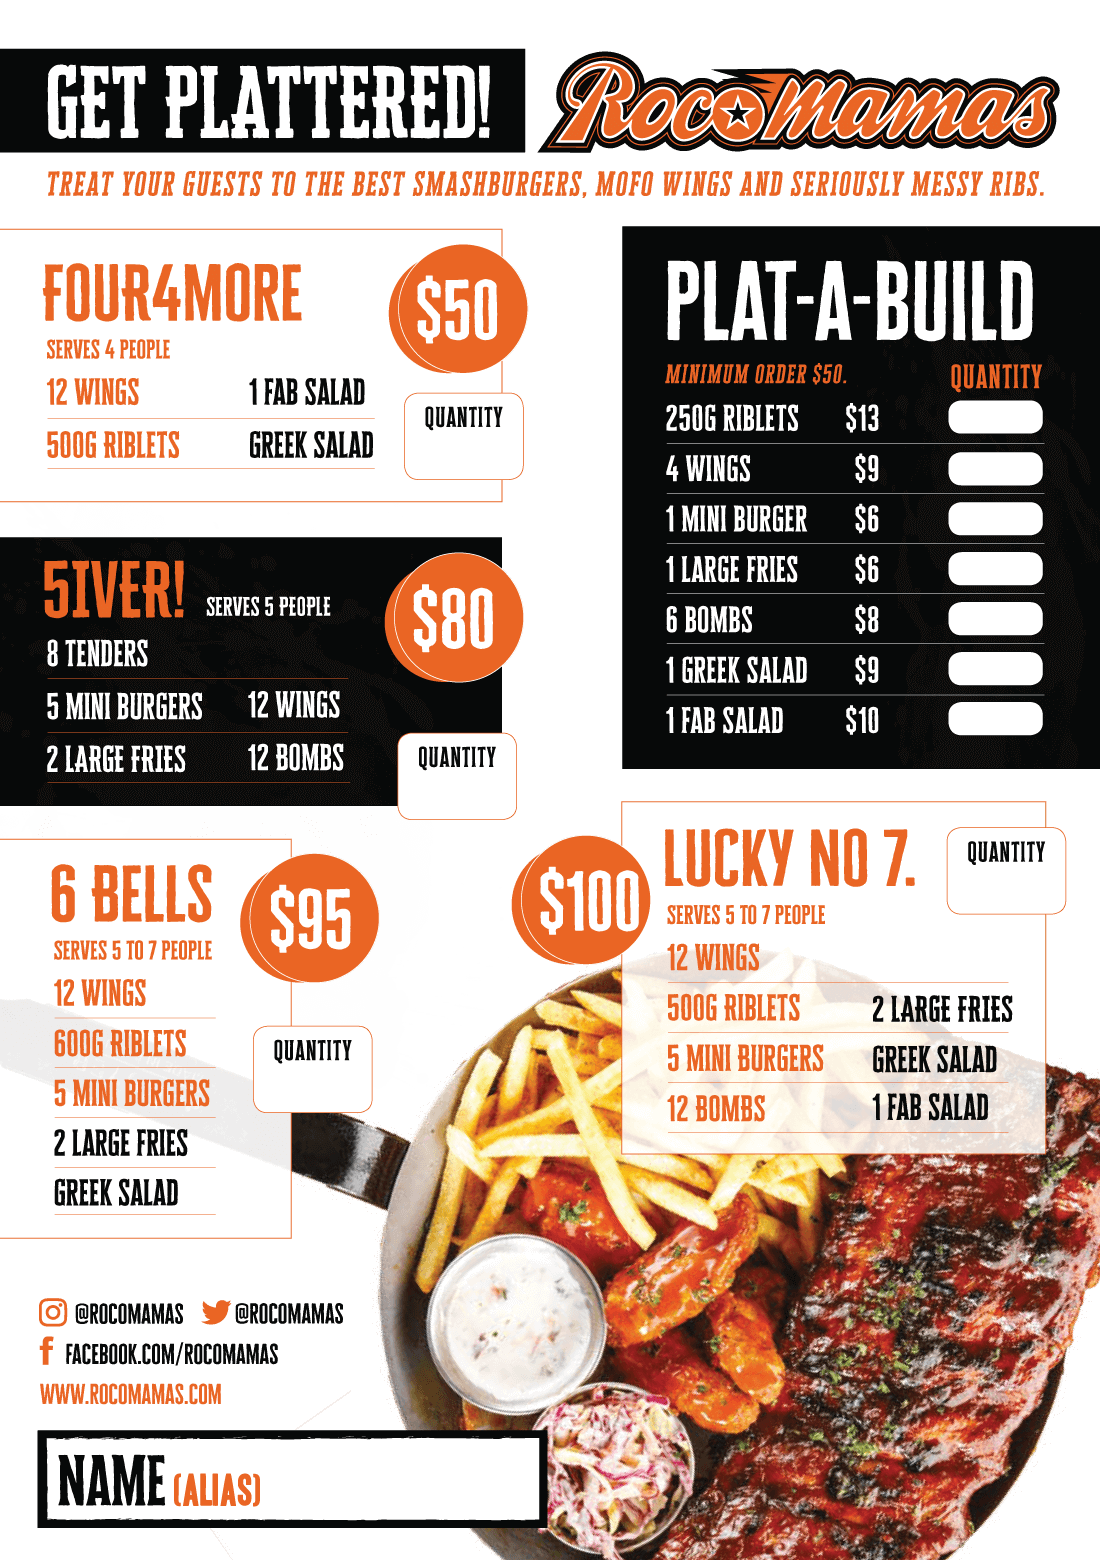 GET PLATTERED!
RocoMamas
TREAT YOUR GUESTS TO THE BEST SMASHBURGERS, MOFO WINGS AND SERIOUSLY MESSY RIBS.
FOUR4MORE
$50
SERVES 4 PEOPLE
12 WINGS
1 FAB SALAD
500G RIBLETS
GREEK SALAD
QUANTITY
5IVER!
SERVES 5 PEOPLE
$80
8 TENDERS
5 MINI BURGERS
12 WINGS
2 LARGE FRIES
12 BOMBS
QUANTITY
6 BELLS
$95
SERVES 5 TO 7 PEOPLE
12 WINGS
600G RIBLETS
5 MINI BURGERS
2 LARGE FRIES
GREEK SALAD
QUANTITY
PLAT-A-BUILD
MINIMUM ORDER $50.
QUANTITY
250G RIBLETS $13
4 WINGS $9
1 MINI BURGER $6
1 LARGE FRIES $6
6 BOMBS $8
1 GREEK SALAD $9
1 FAB SALAD $10
$100
LUCKY NO 7.
QUANTITY
SERVES 5 TO 7 PEOPLE
12 WINGS
500G RIBLETS
2 LARGE FRIES
5 MINI BURGERS
GREEK SALAD
12 BOMBS
1 FAB SALAD
@ROCOMAMAS
@ROCOMAMAS
FACEBOOK.COM/ROCOMAMAS
WWW.ROCOMAMAS.COM
NAME (ALIAS)